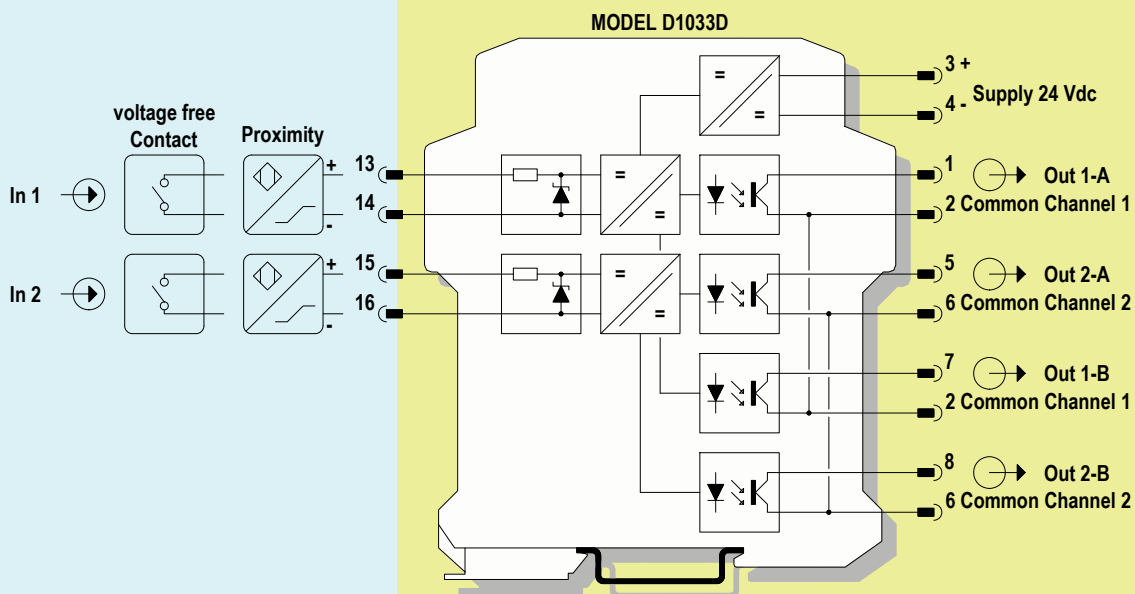 MODEL D1033D
3 +
4 -
Supply 24 Vdc
voltage free
Contact
Proximity
In 1
+
-
13
14
1
Out 1-A
2 Common Channel 1
In 2
+
-
15
16
5
Out 2-A
6 Common Channel 2
7
Out 1-B
2 Common Channel 1
8
Out 2-B
6 Common Channel 2
=
=
=
=
=
=